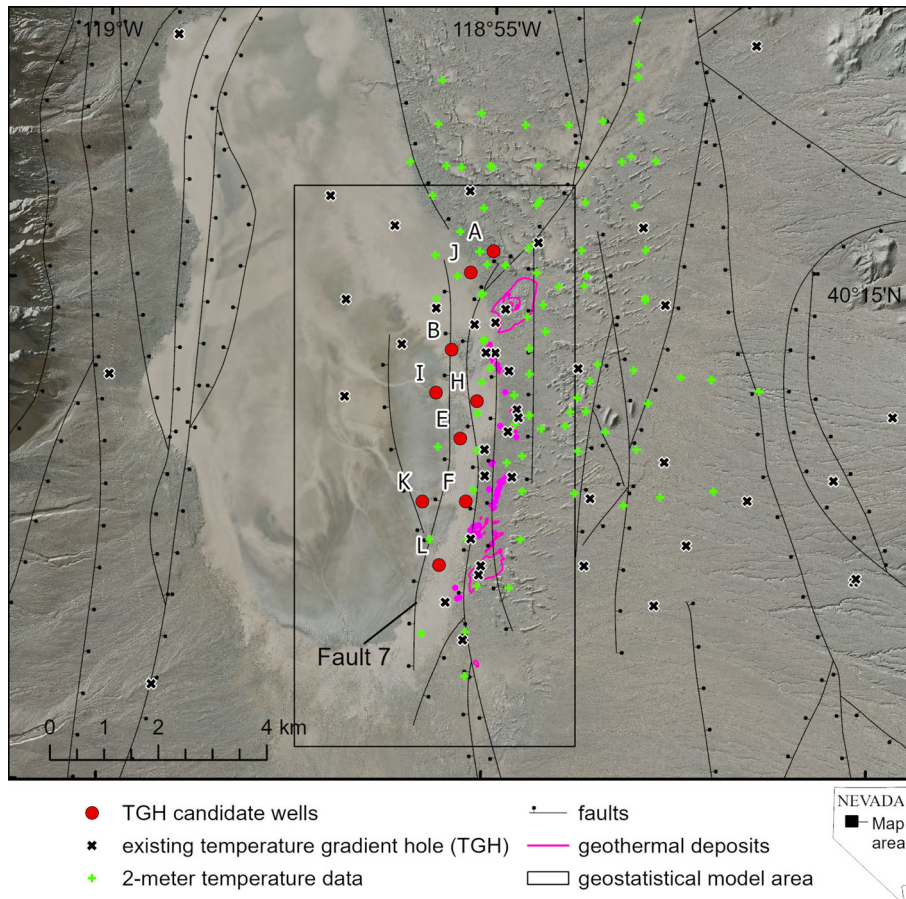 119°W
118°55'W
A
J
40°15'N
B
I
H
E
K
F
L
Fault 7
0 1 2 4 km
TGH candidate wells
faults
NEVADA
existing temperature gradient hole (TGH)
geothermal deposits
Map
area
2-meter temperature data
geostatistical model area